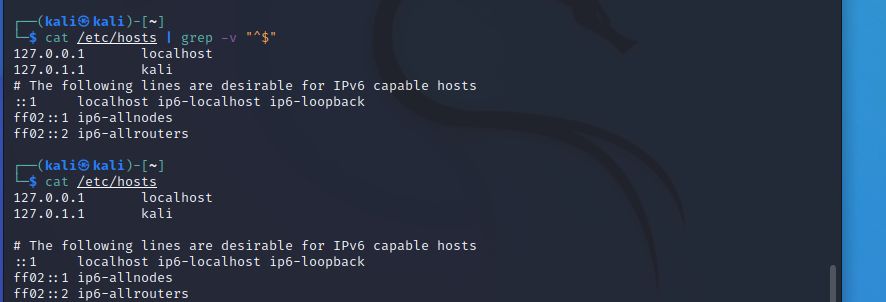 ┌──(kali㉿kali)-[~]
└─$ cat /etc/hosts | grep -v "^$"
127.0.0.1       localhost
127.0.1.1       kali
# The following lines are desirable for IPv6 capable hosts
::1     localhost ip6-localhost ip6-loopback
ff02::1 ip6-allnodes
ff02::2 ip6-allrouters
┌──(kali㉿kali)-[~]
└─$ cat /etc/hosts
127.0.0.1       localhost
127.0.1.1       kali
# The following lines are desirable for IPv6 capable hosts
::1     localhost ip6-localhost ip6-loopback
ff02::1 ip6-allnodes
ff02::2 ip6-allrouters